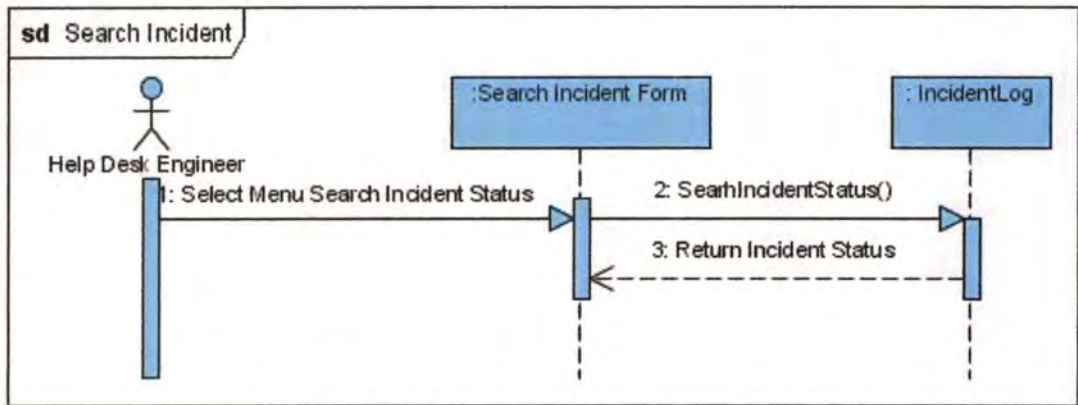 sd Search Incident
:Search Incident Form
: IncidentLog
Help Desk Engineer
1: Select Menu Search Incident Status
2: SearhIncidentStatus()
3: Return Incident Status